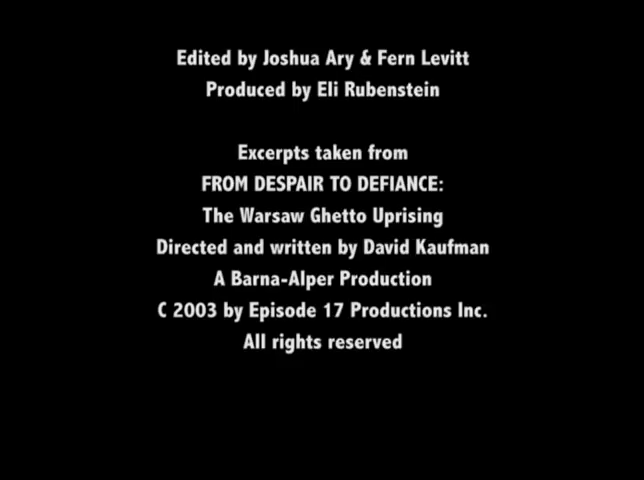 Edited by Joshua Ary & Fern Levitt
Produced by Eli Rubenstein
Excerpts taken from
FROM DESPAIR TO DEFIANCE:
The Warsaw Ghetto Uprising
Directed and written by David Kaufman
A Barna-Alper Production
C 2003 by Episode 17 Productions Inc.
All rights reserved